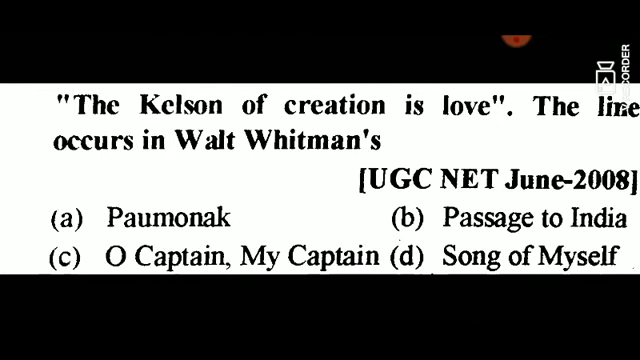 "The Kelson of creation is love". The line
occurs in Walt Whitman's
[UGC NET June-2008]
(a) Paumonak (b) Passage to India
(c) O Captain, My Captain (d) Song of Myself